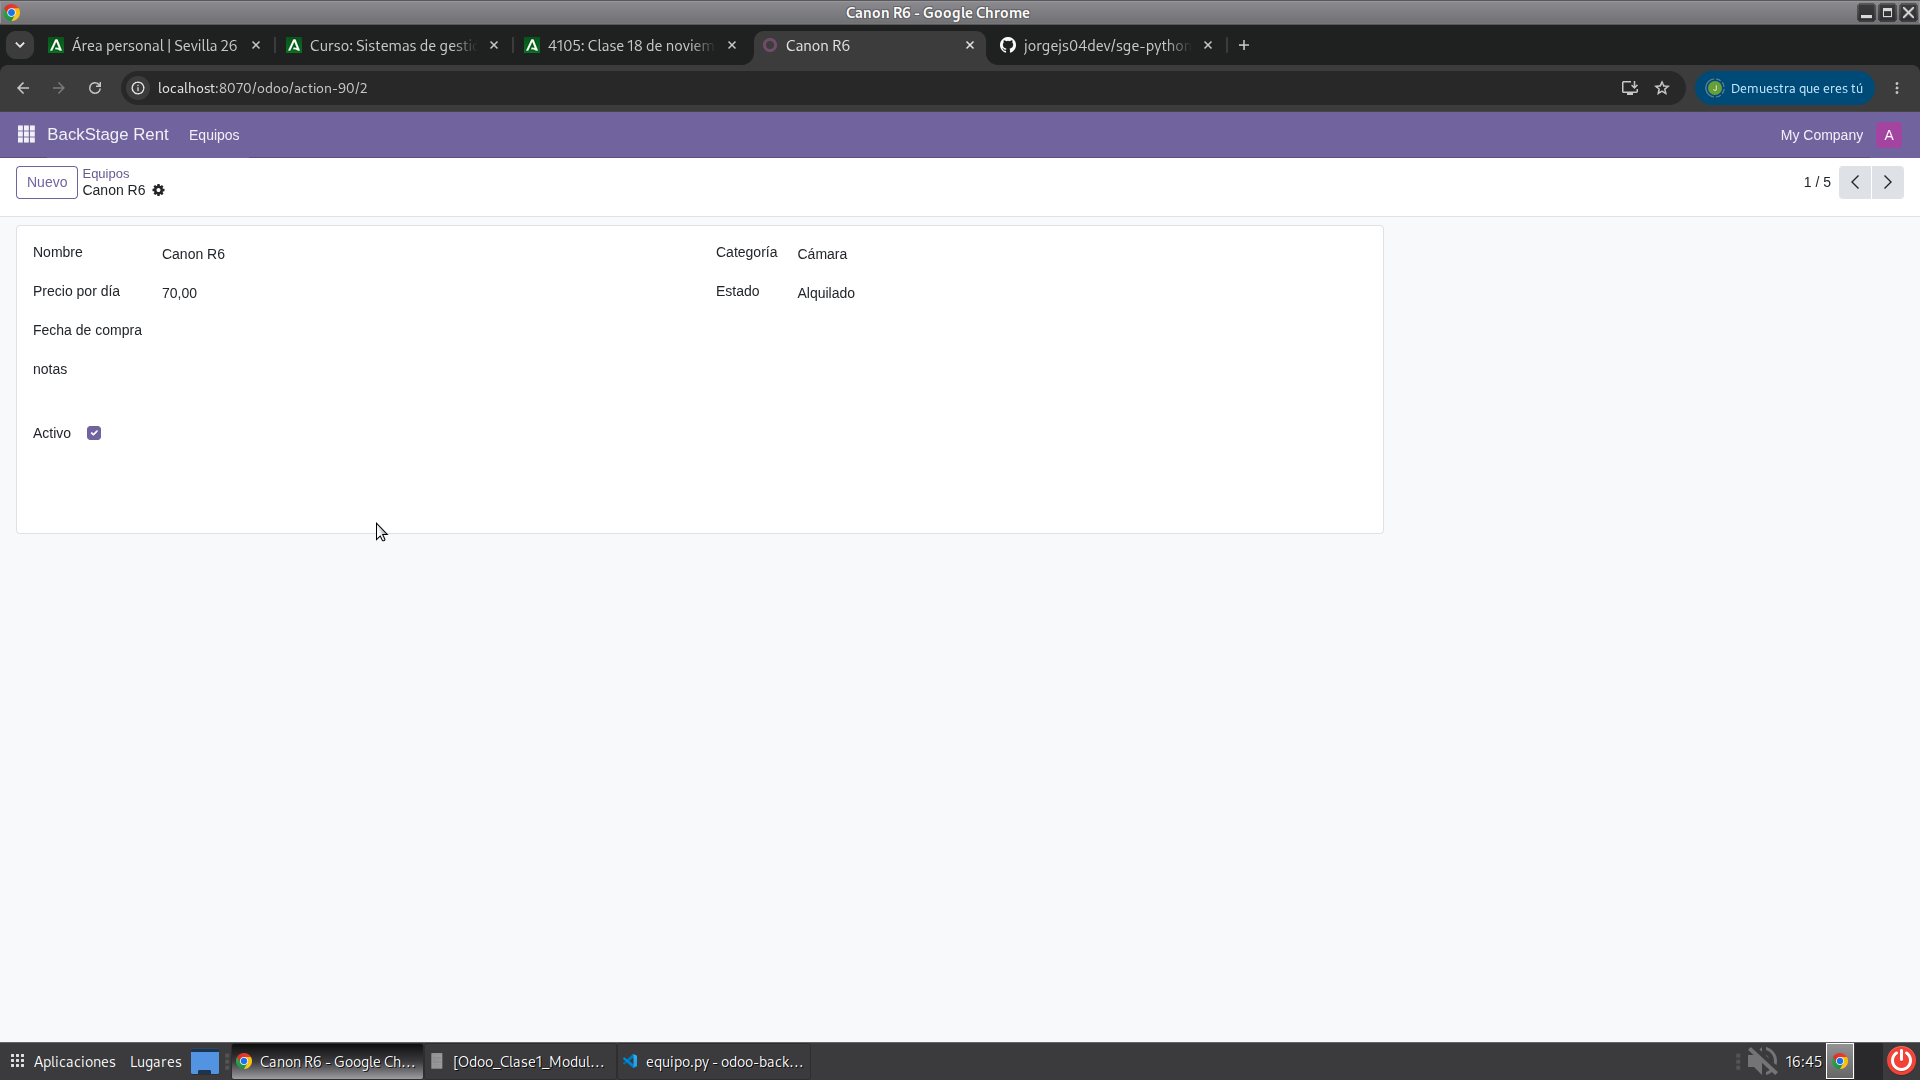 Canon R6 - Google Chrome
Área personal | Sevilla 26
Curso: Sistemas de gesti
4105: Clase 18 de noviem
Canon R6
jorgejs04dev/sge-python
localhost:8070/odoo/action-90/2
Demuestra que eres tú
BackStage Rent
Equipos
My Company
A
Nuevo
Equipos
Canon R6
1 / 5
Nombre
Canon R6
Categoría
Cámara
Precio por día
70,00
Estado
Alquilado
Fecha de compra
notas
Activo
Aplicaciones
Lugares
Canon R6 - Google Ch...
[Odoo_Clase1_Modul...
equipo.py - odoo-back...
16:45